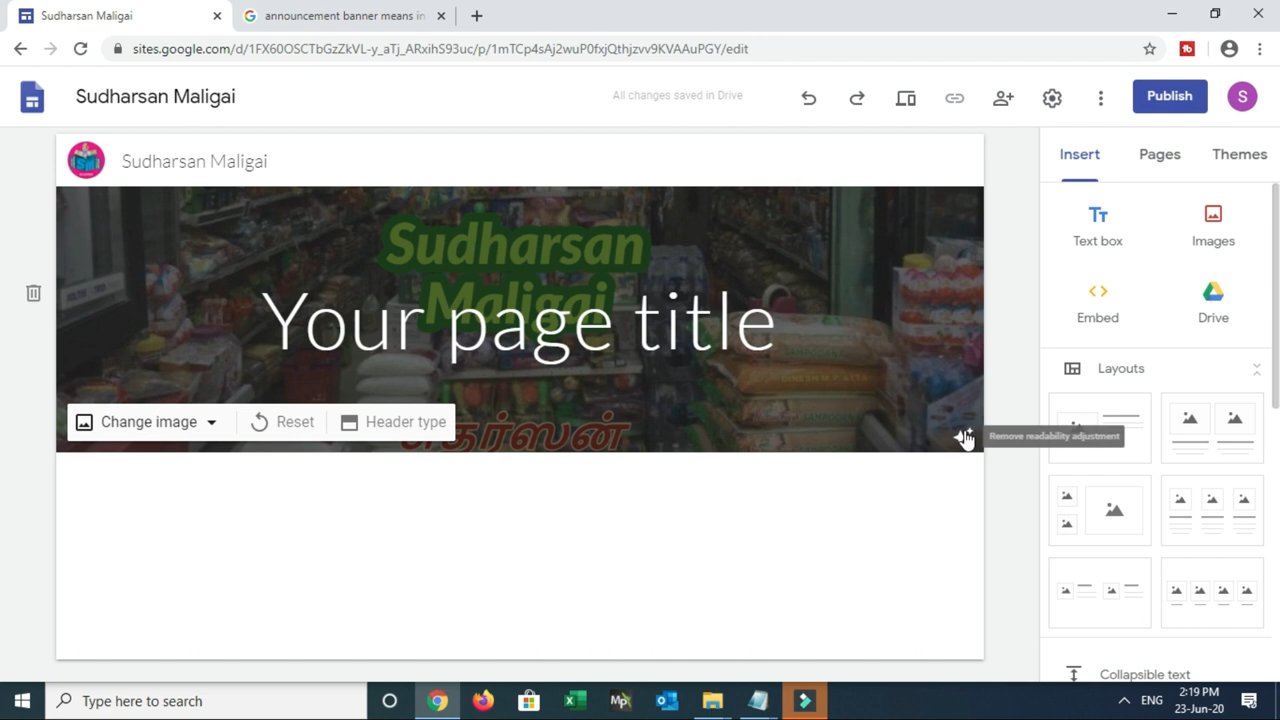 Sudharsan Maligai
announcement banner means in
sites.google.com/d/1FX60OSCTbGzZkVL-y_aTj_ARxihS93uc/p/1mTCp4sAj2wuP0fxjQthjzvv9KVAAuPGY/edit
Sudharsan Maligai
All changes saved in Drive
Publish
S
Sudharsan Maligai
Insert
Pages
Themes
Sudharsan
Maligai
Your page title
Text box
Images
Embed
Drive
Layouts
Change image
Reset
Header type
Remove readability adjustment
Collapsible text
Type here to search
ENG
2:19 PM
23-Jun-20